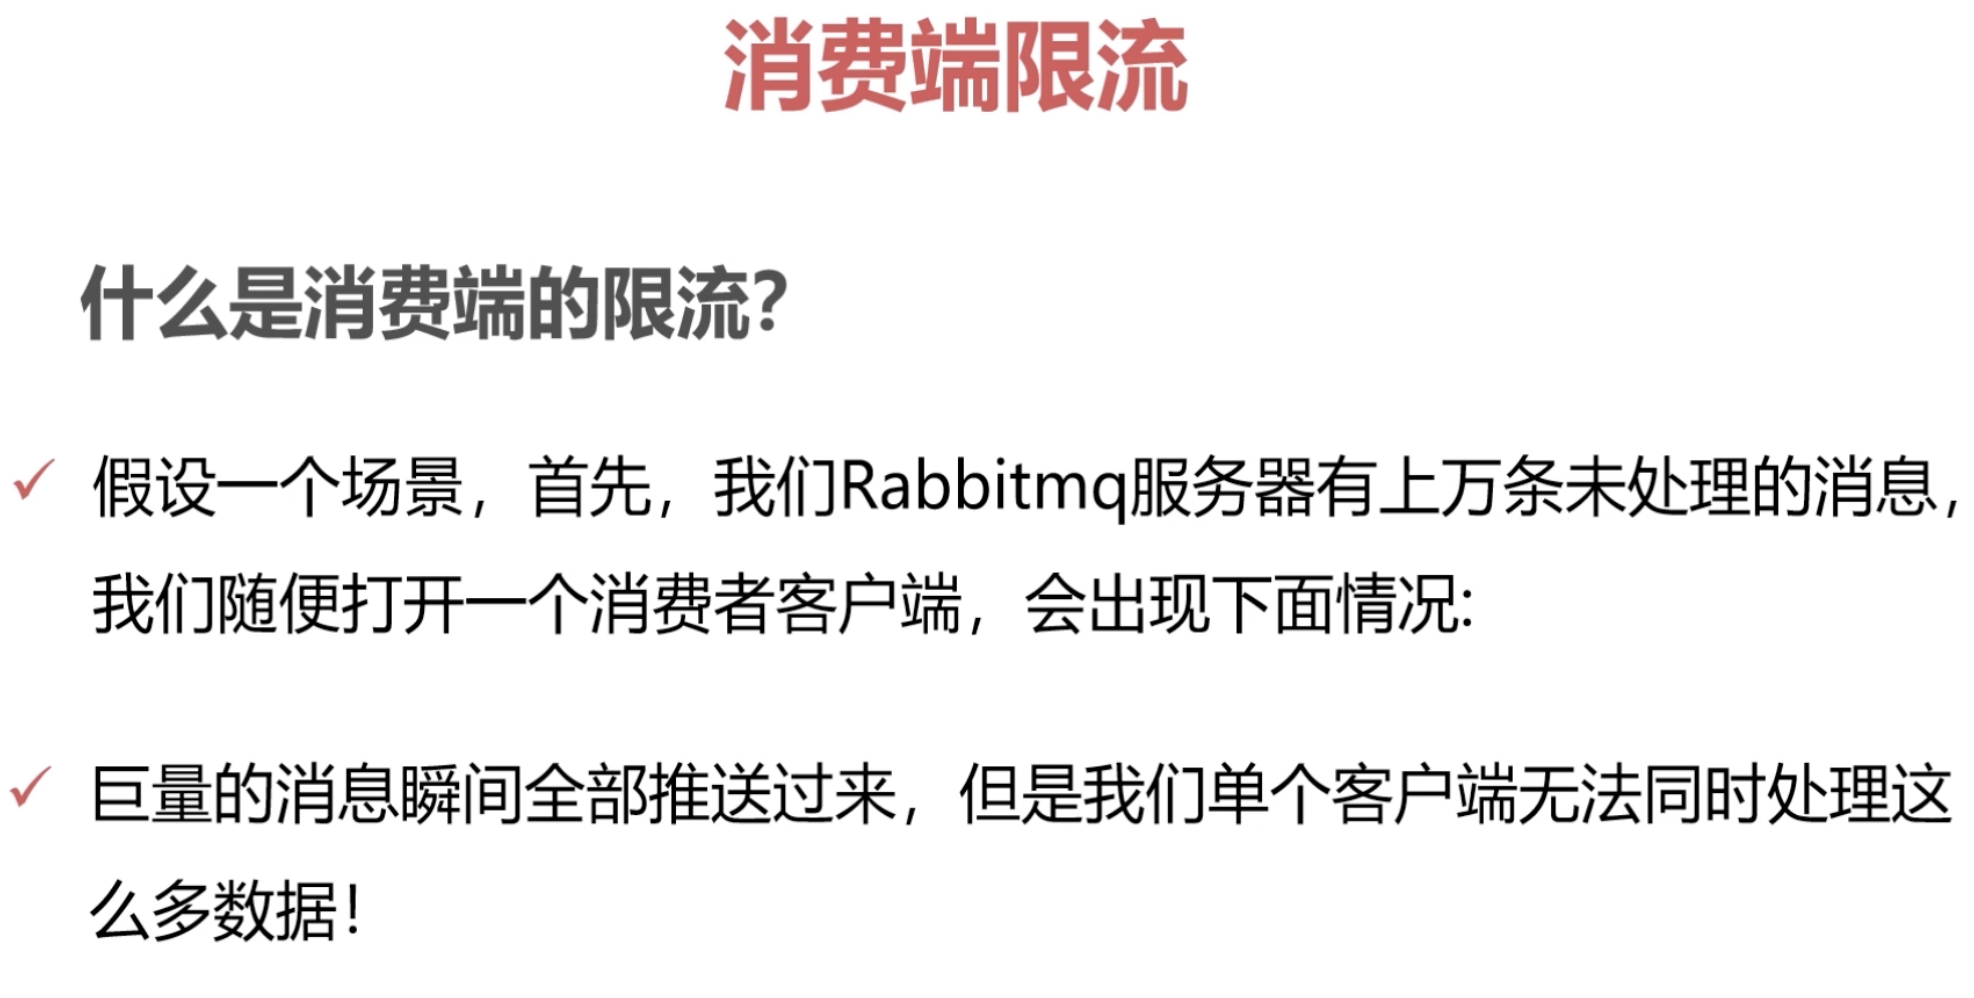 消费端限流
什么是消费端的限流?
✓ 假设一个场景，首先，我们Rabbitmq服务器有上万条未处理的消息，
我们随便打开一个消费者客户端，会出现下面情况:
✓ 巨量的消息瞬间全部推送过来，但是我们单个客户端无法同时处理这
么多数据！